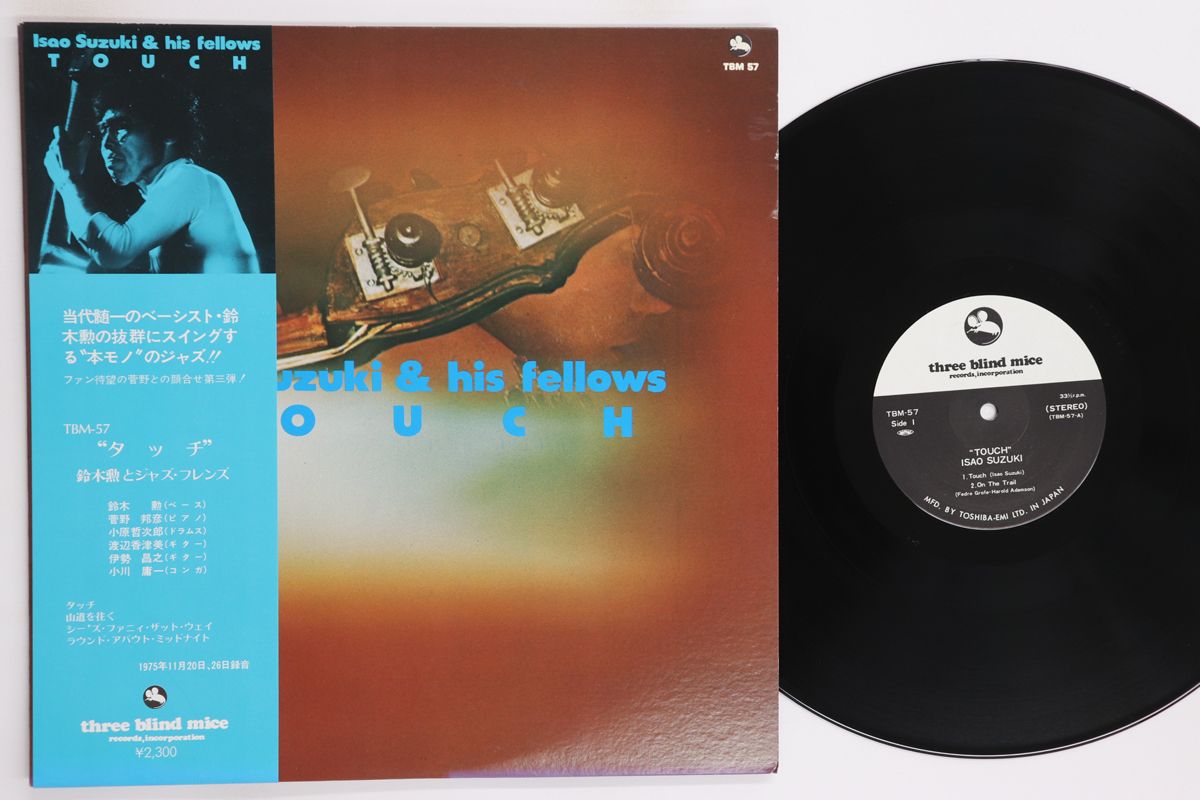 Isao Suzuki & his fellows
TOUCH
当代随一のベーシスト・鈴
木勲の抜群にスイングす
る〝本モノ〟のジャズ!!
ファン待望の菅野との顔合せ第三弾!
TBM-57
“タッチ”
鈴木勲とジャズ・フレンズ
鈴木 勲(ベース)
菅野 邦彦(ピアノ)
小原哲次郎(ドラムス)
渡辺香津美(ギター)
伊勢 昌之(ギター)
小川 庸一(コンガ)
タッチ
山道を往く
シーズ・ファニィ・ザット・ウェイ
ラウンド・アバウト・ミッドナイト
1975年11月20日、26日録音
three blind mice
records, incorporation
¥2,300
TBM 57
uzuki & his fellows
OUCH
three blind mice
records, incorporation
33⅓ r.p.m.
TBM-57
(STEREO)
Side 1
(TBM-57-A)
“TOUCH”
ISAO SUZUKI
1. Touch (Isao Suzuki)
2. On The Trail
(Fedre Grofe-Harold Adamson)
MFD. BY TOSHIBA-EMI LTD. IN JAPAN